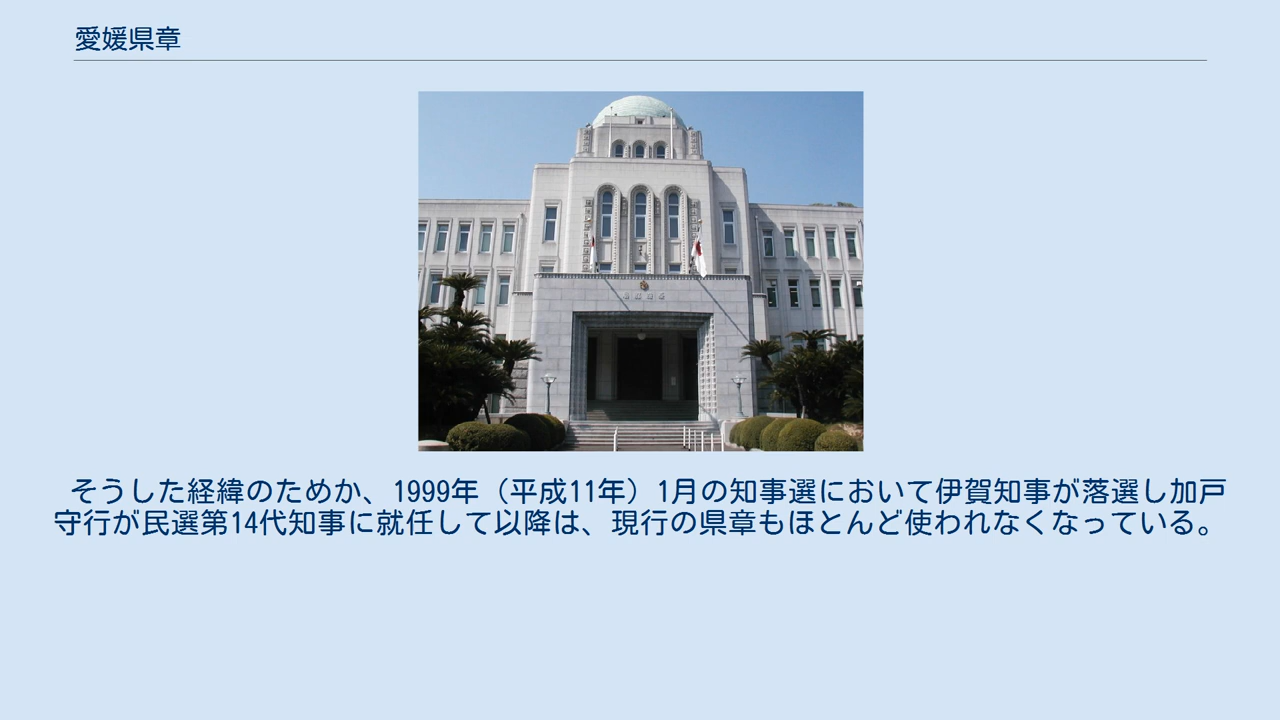 愛媛県章
そうした経緯のためか、1999年（平成11年）1月の知事選において伊賀知事が落選し加戸
守行が民選第14代知事に就任して以降は、現行の県章もほとんど使われなくなっている。